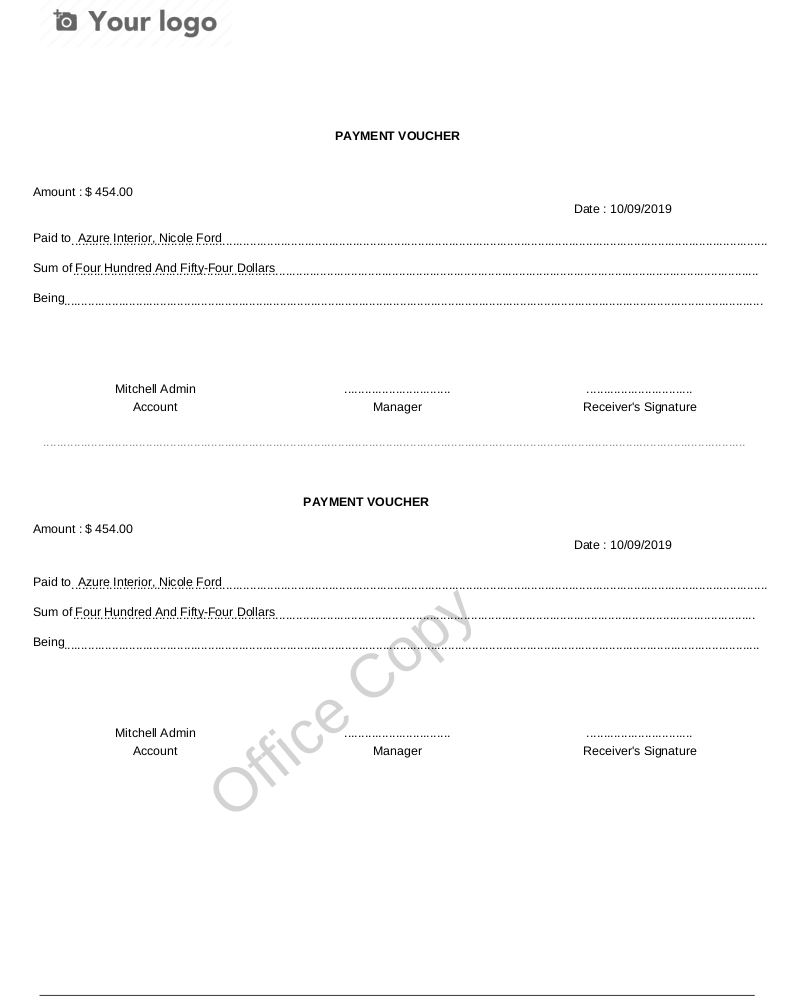 Your logo
PAYMENT VOUCHER
Amount : $ 454.00
Date : 10/09/2019
Paid to Azure Interior, Nicole Ford
Sum of Four Hundred And Fifty-Four Dollars
Being
Mitchell Admin
Account Manager Receiver's Signature
PAYMENT VOUCHER
Amount : $ 454.00
Date : 10/09/2019
Paid to Azure Interior, Nicole Ford
Sum of Four Hundred And Fifty-Four Dollars
Being
Office Copy
Mitchell Admin
Account Manager Receiver's Signature